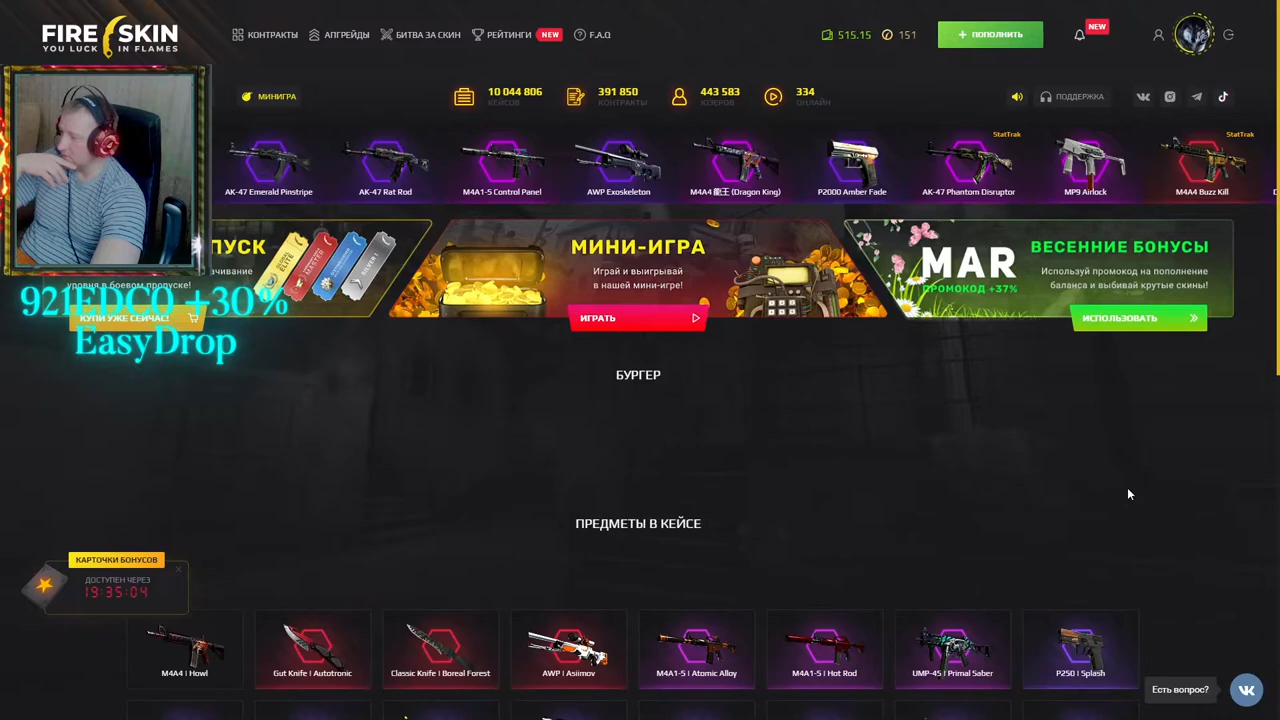 FIRE SKIN
YOU LUCK IN FLAMES
КОНТРАКТЫ
АПГРЕЙДЫ
БИТВА ЗА СКИН
РЕЙТИНГИ NEW
F.A.Q
515.15
151
+ ПОПОЛНИТЬ
NEW
МИНИГРА
10 044 806
КЕЙСОВ
391 850
КОНТРАКТЫ
443 583
ЮЗЕРОВ
334
ОНЛАЙН
ПОДДЕРЖКА
StatTrak
StatTrak
AK-47 Emerald Pinstripe
AK-47 Rat Rod
M4A1-S Control Panel
AWP Exoskeleton
M4A4 龍王 (Dragon King)
P2000 Amber Fade
AK-47 Phantom Disruptor
MP9 Airlock
M4A4 Buzz Kill
ПУСК
чивание
уровня в боевом пропуске!
КУПИ УЖЕ СЕЙЧАС!
МИНИ-ИГРА
Играй и выигрывай
в нашей мини-игре!
ИГРАТЬ
MAR
ПРОМОКОД +37%
ВЕСЕННИЕ БОНУСЫ
Используй промокод на пополнение
баланса и выбивай крутые скины!
ИСПОЛЬЗОВАТЬ
921EDC0 +30%
EasyDrop
БУРГЕР
ПРЕДМЕТЫ В КЕЙСЕ
КАРТОЧКИ БОНУСОВ
ДОСТУПЕН ЧЕРЕЗ
19:35:04
M4A4 | Howl
Gut Knife | Autotronic
Classic Knife | Boreal Forest
AWP | Asiimov
M4A1-S | Atomic Alloy
M4A1-S | Hot Rod
UMP-45 | Primal Saber
P250 | Splash
Есть вопрос?